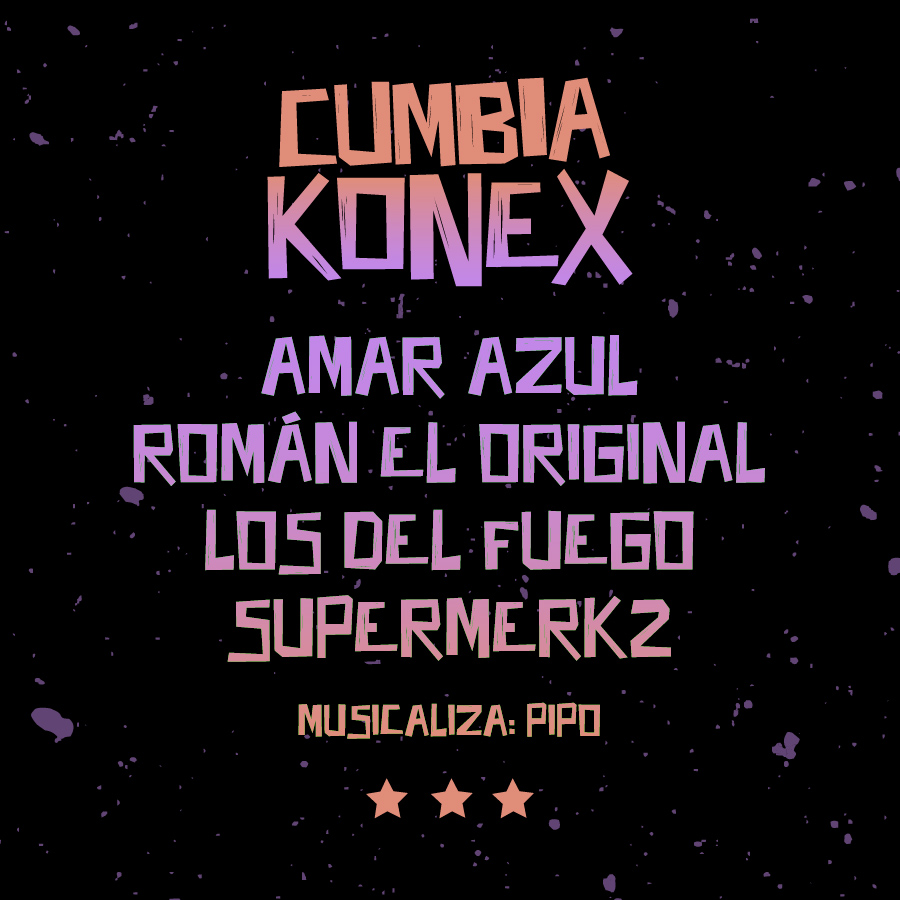 CUMBIA
KONEX
AMAR AZUL
ROMÁN EL ORIGINAL
LOS DEL FUEGO
SUPERMERK2
MUSICALIZA: PIPO